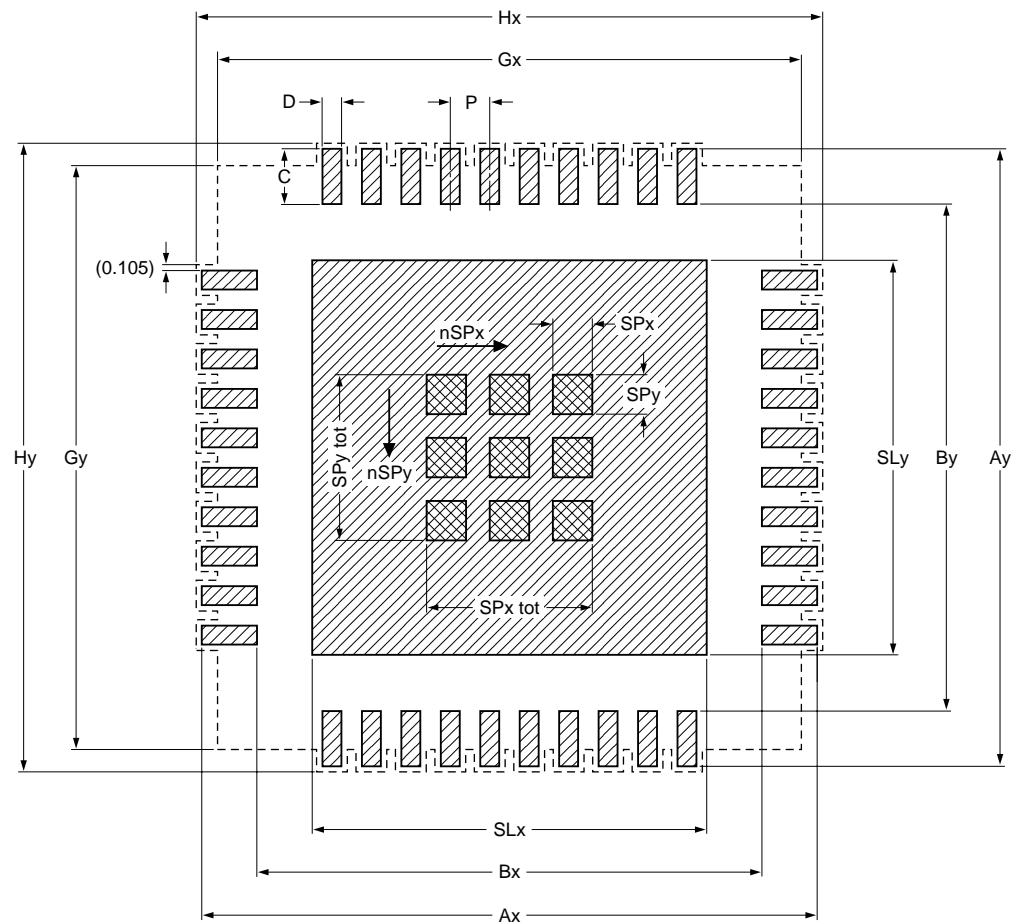 Hx
Gx
D
P
C
(0.105)
nSPx
SPx
SPy
SPy tot
nSPy
Hy
Gy
SLy
By
Ay
SPx tot
SLx
Bx
Ax